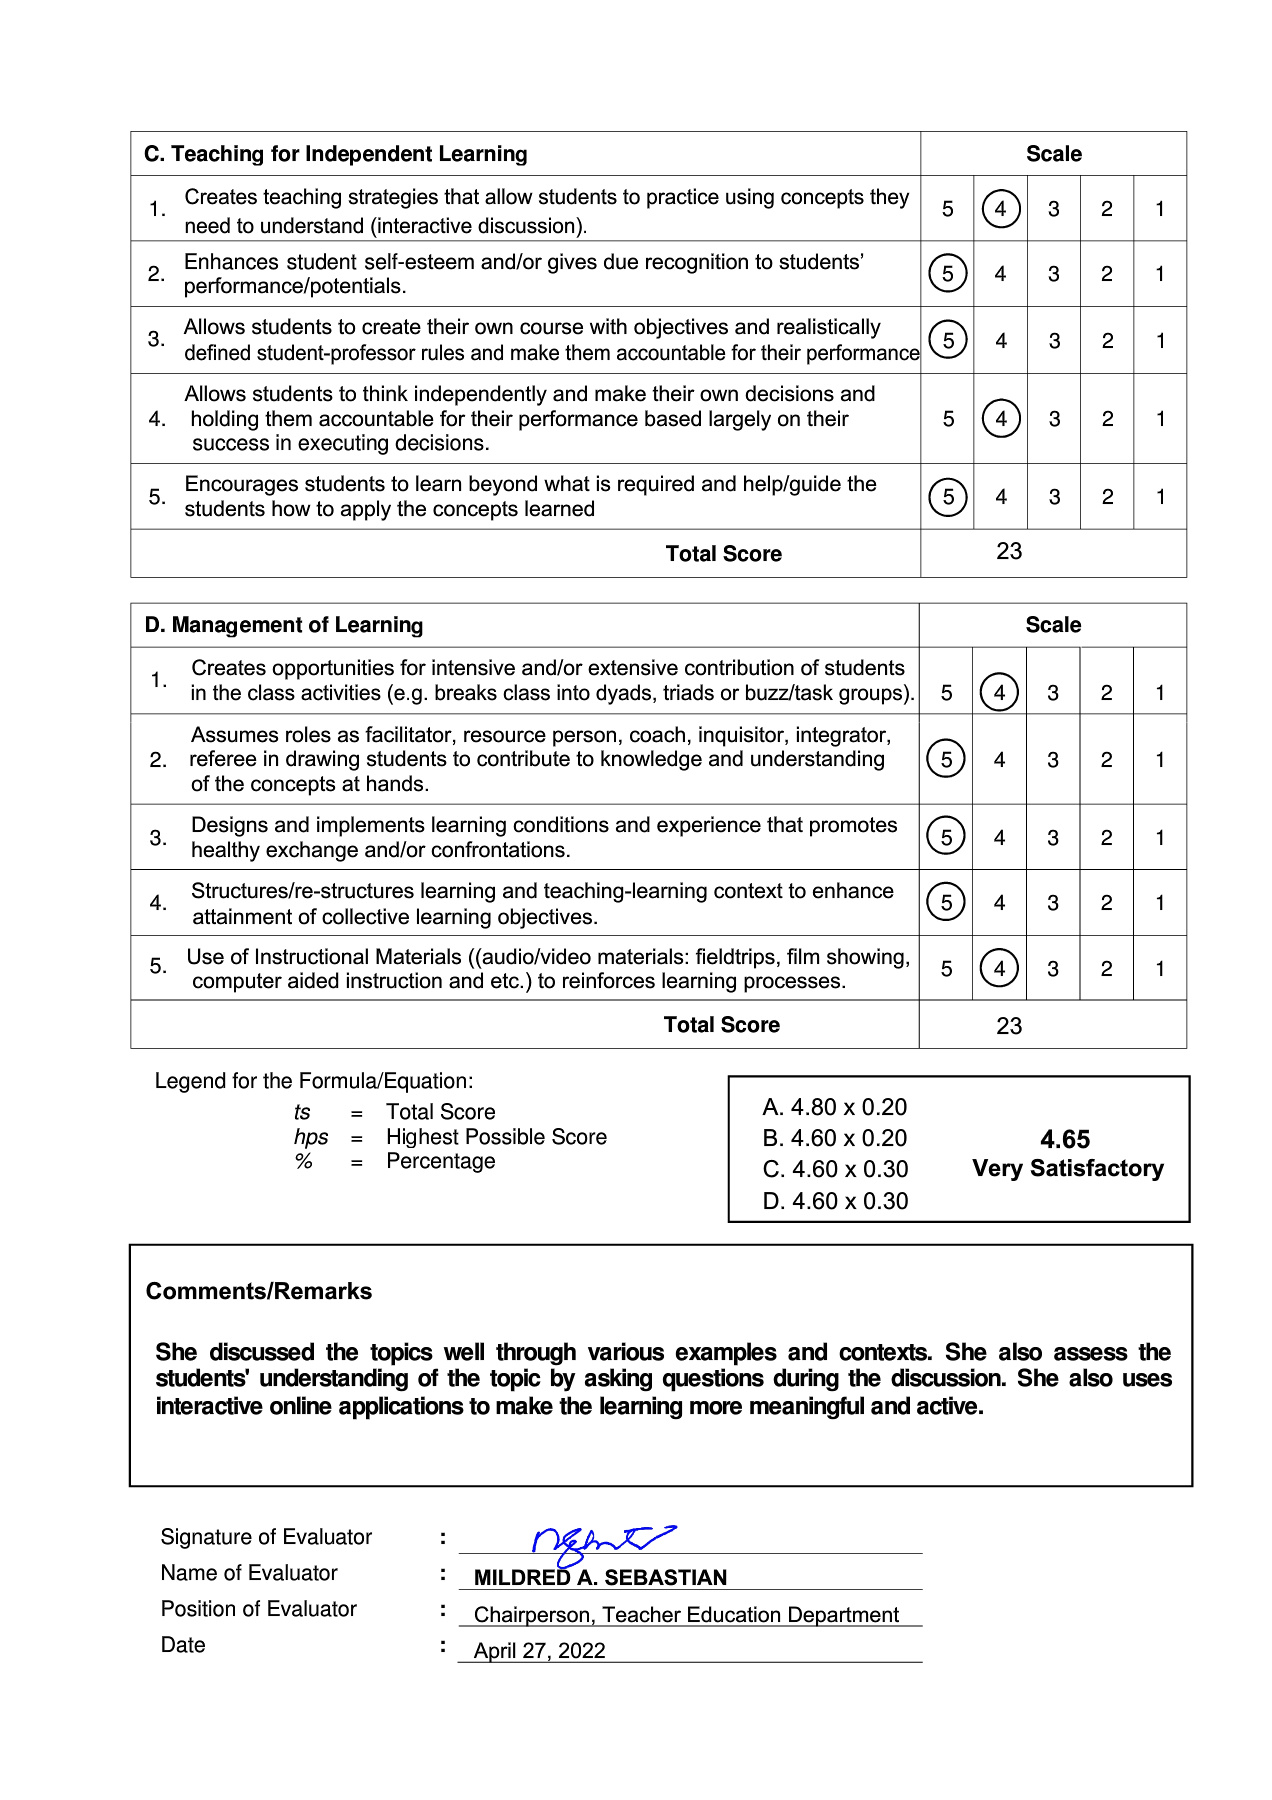 C. Teaching for Independent Learning Scale
1. Creates teaching strategies that allow students to practice using concepts they
need to understand (interactive discussion). 5 4 3 2 1
2. Enhances student self-esteem and/or gives due recognition to students’
performance/potentials. 5 4 3 2 1
3. Allows students to create their own course with objectives and realistically
defined student-professor rules and make them accountable for their performance 5 4 3 2 1
Allows students to think independently and make their own decisions and
4. holding them accountable for their performance based largely on their 5 4 3 2 1
success in executing decisions.
5. Encourages students to learn beyond what is required and help/guide the
students how to apply the concepts learned 5 4 3 2 1
Total Score 23
D. Management of Learning Scale
1. Creates opportunities for intensive and/or extensive contribution of students
in the class activities (e.g. breaks class into dyads, triads or buzz/task groups). 5 4 3 2 1
Assumes roles as facilitator, resource person, coach, inquisitor, integrator,
2. referee in drawing students to contribute to knowledge and understanding 5 4 3 2 1
of the concepts at hands.
3. Designs and implements learning conditions and experience that promotes
healthy exchange and/or confrontations. 5 4 3 2 1
4. Structures/re-structures learning and teaching-learning context to enhance
attainment of collective learning objectives. 5 4 3 2 1
5. Use of Instructional Materials ((audio/video materials: fieldtrips, film showing,
computer aided instruction and etc.) to reinforces learning processes. 5 4 3 2 1
Total Score 23
Legend for the Formula/Equation:
ts = Total Score
hps = Highest Possible Score
% = Percentage
A. 4.80 x 0.20
B. 4.60 x 0.20
C. 4.60 x 0.30
D. 4.60 x 0.30
4.65
Very Satisfactory
Comments/Remarks
She discussed the topics well through various examples and contexts. She also assess the
students' understanding of the topic by asking questions during the discussion. She also uses
interactive online applications to make the learning more meaningful and active.
Signature of Evaluator :
Name of Evaluator : MILDRED A. SEBASTIAN
Position of Evaluator : Chairperson, Teacher Education Department
Date : April 27, 2022